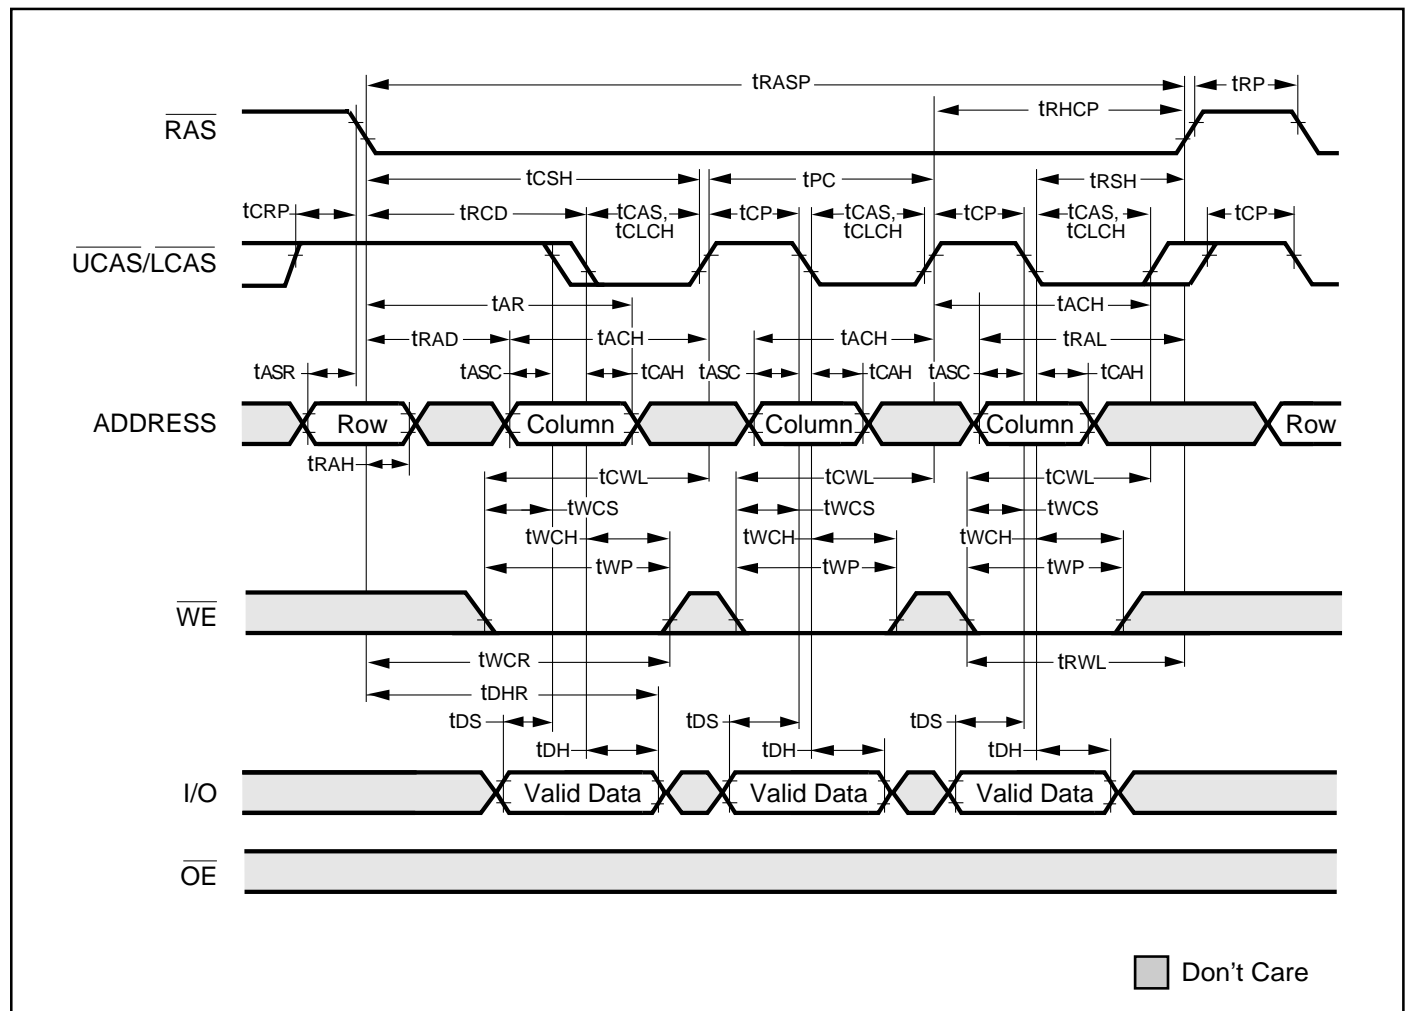 tRASP tRP
RAS tRHCP
tCSH tPC tRSH
tCRP tRCD tCAS, tCLCH tCP tCAS, tCLCH tCP tCAS, tCLCH tCP
UCAS/LCAS
tAR tACH
tRAD tACH tACH tRAL
tASR tASC tCAH tASC tCAH tASC tCAH
ADDRESS Row Column Column Column Row
tRAH tCWL tCWL tCWL
tWCS tWCS tWCS
tWCH tWCH tWCH
tWP tWP tWP
WE
tWCR tRWL
tDHR
tDS tDS tDS
tDH tDH tDH
I/O Valid Data Valid Data Valid Data
OE
Don't Care